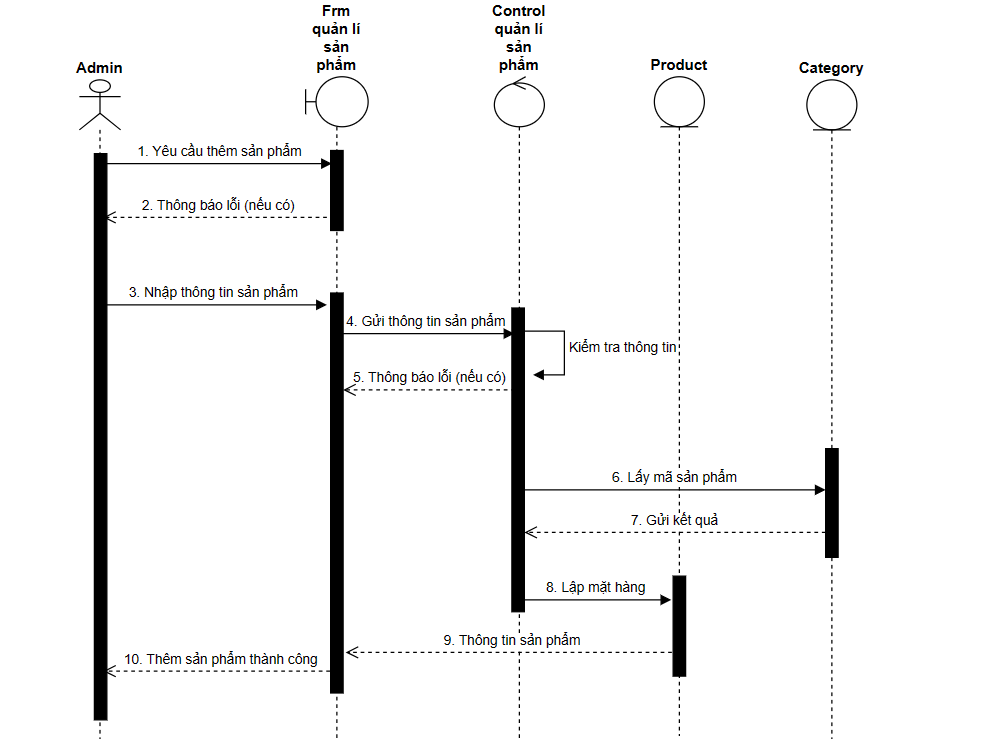 Admin
Frm
quản lí
sản
phẩm
Control
quản lí
sản
phẩm
Product
Category
1. Yêu cầu thêm sản phẩm
2. Thông báo lỗi (nếu có)
3. Nhập thông tin sản phẩm
4. Gửi thông tin sản phẩm
Kiểm tra thông tin
5. Thông báo lỗi (nếu có)
6. Lấy mã sản phẩm
7. Gửi kết quả
8. Lập mặt hàng
9. Thông tin sản phẩm
10. Thêm sản phẩm thành công